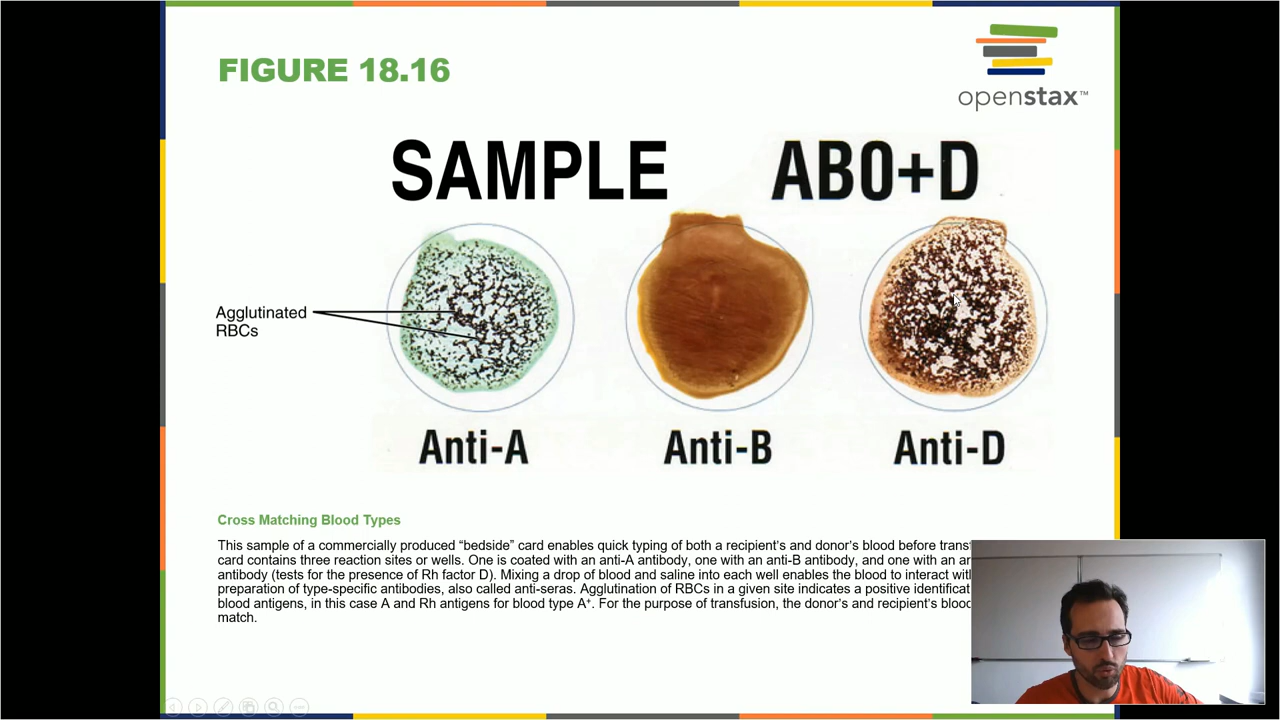 FIGURE 18.16
openstax™
SAMPLE ABO+D
Agglutinated
RBCs
Anti-A Anti-B Anti-D
Cross Matching Blood Types
This sample of a commercially produced “bedside” card enables quick typing of both a recipient’s and donor’s blood before
card contains three reaction sites or wells. One is coated with an anti-A antibody, one with an anti-B antibody, and one with an
antibody (tests for the presence of Rh factor D). Mixing a drop of blood and saline into each well enables the blood to interact
preparation of type-specific antibodies, also called anti-seras. Agglutination of RBCs in a given site indicates a positive
blood antigens, in this case A and Rh antigens for blood type A⁺. For the purpose of transfusion, the donor’s and recipient’s blood
match.